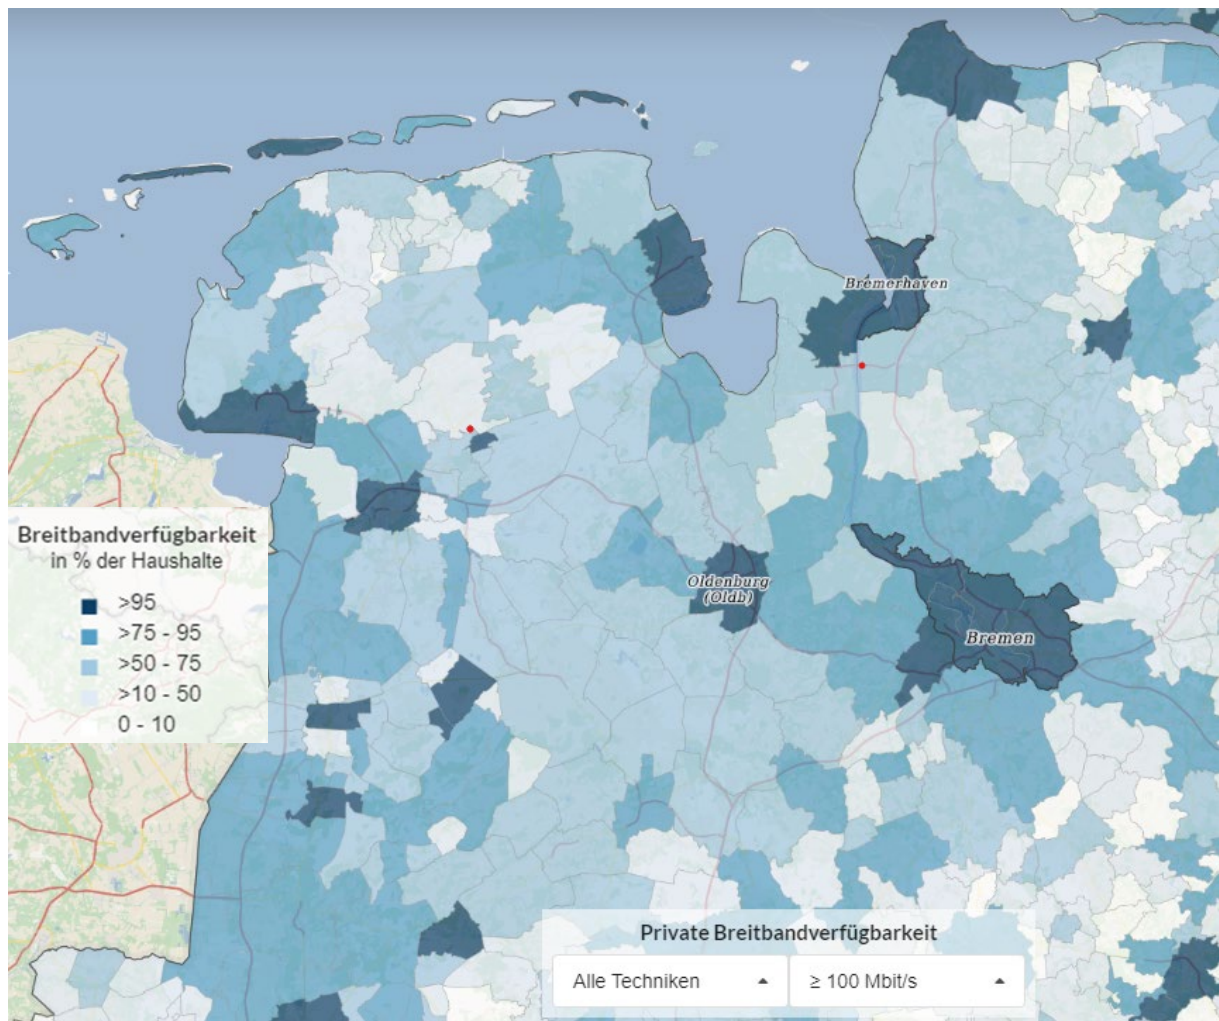 Bremerhaven
Breitbandverfügbarkeit
in % der Haushalte
>95
>75 - 95
>50 - 75
>10 - 50
0 - 10
Oldenburg
(Oldb)
Bremen
Private Breitbandverfügbarkeit
Alle Techniken
≥ 100 Mbit/s